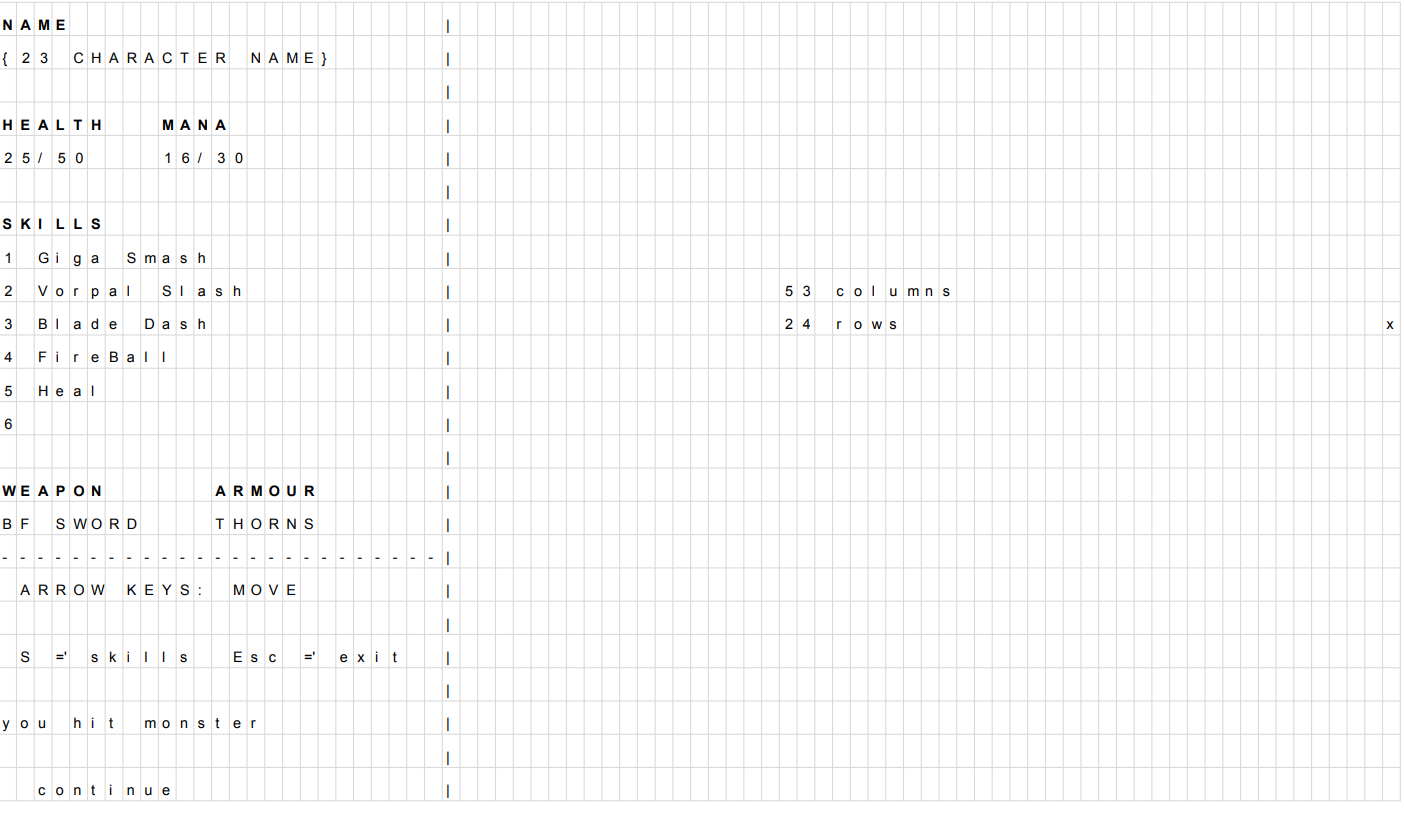 NAME |
{23 CHARACTER NAME} |
|
HEALTH MANA |
25/50 16/30 |
|
SKILLS |
1 Giga Smash |
2 Vorpal Slash | 53 columns
3 Blade Dash | 24 rows x
4 FireBall |
5 Heal |
6 |
|
WEAPON ARMOUR |
BF SWORD THORNS |
-------------------------|
ARROW KEYS: MOVE |
|
S =' skills Esc =' exit |
|
you hit monster |
|
continue |